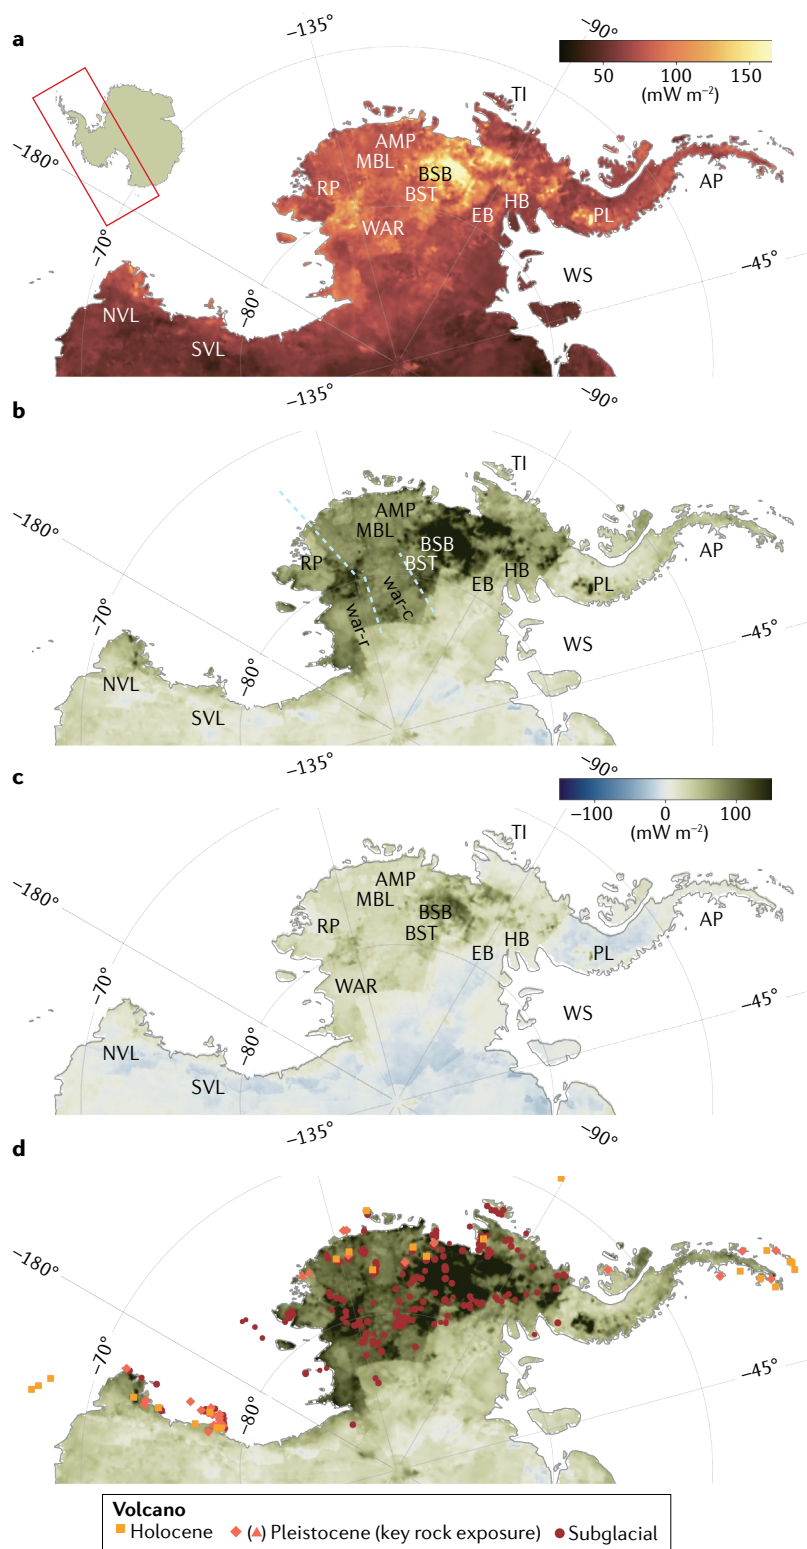 a
−135°
−90°
50
100
150
(mW m⁻²)
TI
AMP
MBL
BSB
RP
BST
HB
EB
PL
AP
WAR
−180°
−70°
−80°
NVL
SVL
WS
−45°
b
−135°
−90°
TI
AMP
MBL
BSB
BST
RP
EB
HB
PL
AP
war-r
war-c
−180°
−70°
−80°
NVL
SVL
WS
−45°
c
−135°
−90°
−100
0
100
(mW m⁻²)
TI
AMP
MBL
BSB
RP
BST
EB
HB
PL
AP
WAR
−180°
−70°
−80°
NVL
SVL
WS
−45°
d
−135°
−90°
−180°
−70°
−80°
−45°
Volcano
Holocene
(▲) Pleistocene (key rock exposure)
Subglacial